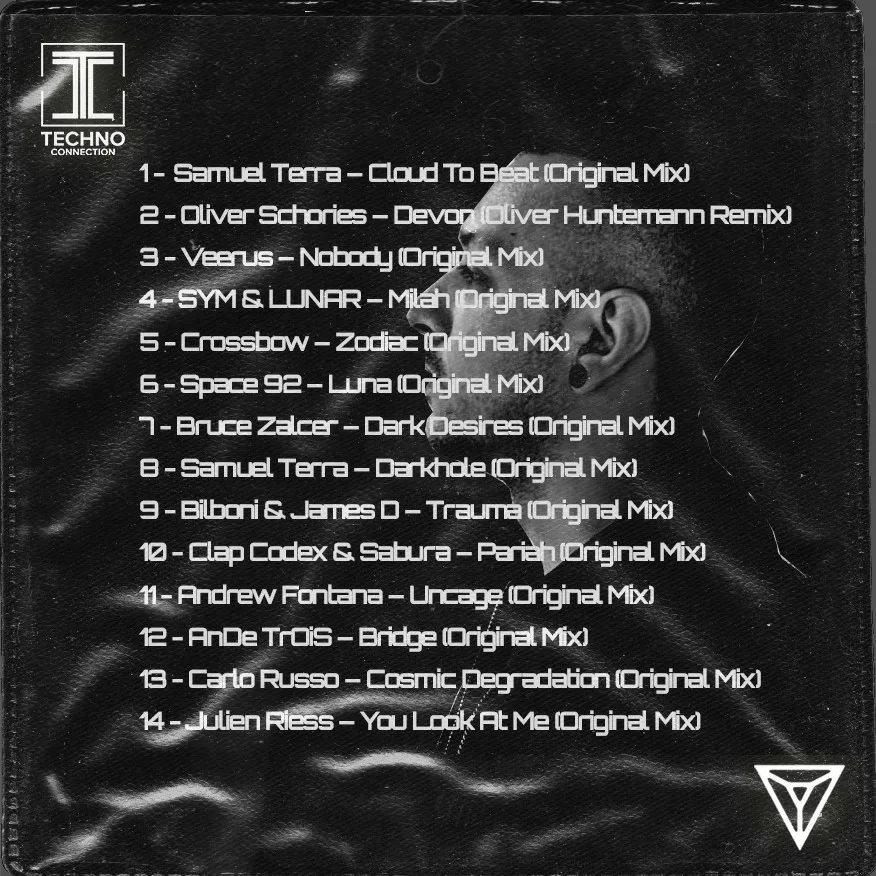 TECHNO
CONNECTION
1 - Samuel Terra – Cloud To Beat (Original Mix)
2 - Oliver Schories – Devon (Oliver Huntemann Remix)
3 - Veerus – Nobody (Original Mix)
4 - SYM & LUNAR – Milah (Original Mix)
5 - Crossbow – Zodiac (Original Mix)
6 - Space 92 – Luna (Original Mix)
7 - Bruce Zalcer – Dark Desires (Original Mix)
8 - Samuel Terra – Darkhole (Original Mix)
9 - Bilboni & James D – Trauma (Original Mix)
10 - Clap Codex & Sabura – Pariah (Original Mix)
11 - Andrew Fontana – Uncage (Original Mix)
12 - AnDe TrOiS – Bridge (Original Mix)
13 - Carlo Russo – Cosmic Degradation (Original Mix)
14 - Julien Riess – You Look At Me (Original Mix)